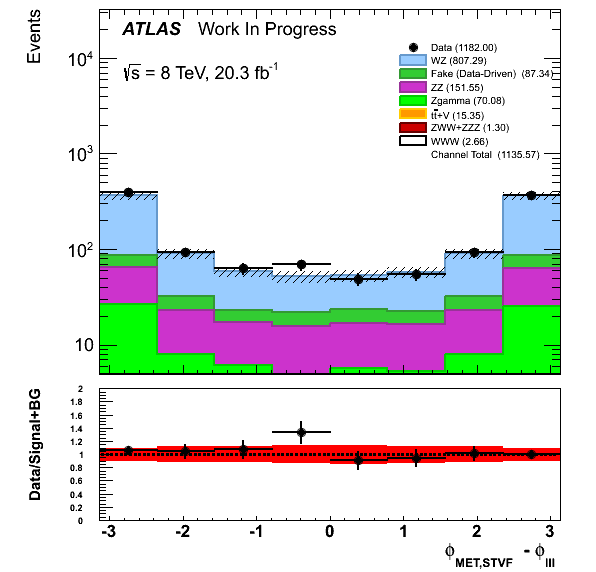 ATLAS Work In Progress
√s = 8 TeV, 20.3 fb⁻¹
Data (1182.00)
WZ (807.29)
Fake (Data-Driven) (87.34)
ZZ (151.55)
Zgamma (70.08)
tt̄+V (15.35)
ZWW+ZZZ (1.30)
WWW (2.66)
Channel Total (1135.57)
Events
10⁴
10³
10²
10
Data/Signal+BG
2
1.8
1.6
1.4
1.2
1
0.8
0.6
0.4
0.2
0
-3 -2 -1 0 1 2 3
ϕMET,STVF - ϕlll